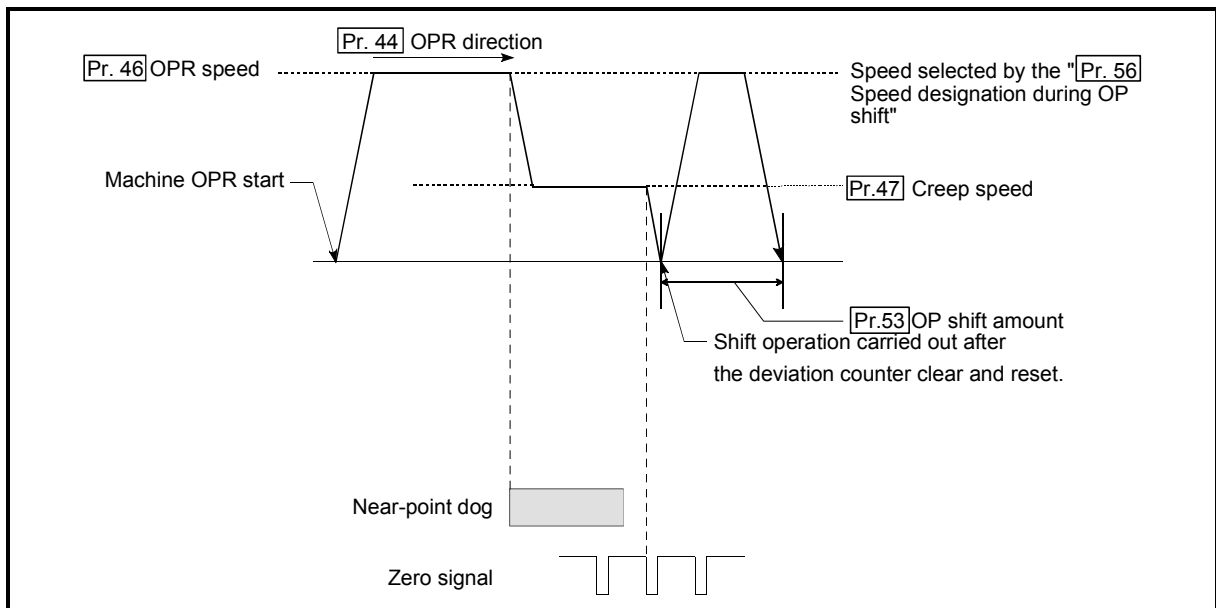 Pr. 44 OPR direction
Pr. 46 OPR speed
Speed selected by the "Pr. 56
Speed designation during OP
shift"
Machine OPR start
Pr.47 Creep speed
Pr.53 OP shift amount
Shift operation carried out after
the deviation counter clear and reset.
Near-point dog
Zero signal